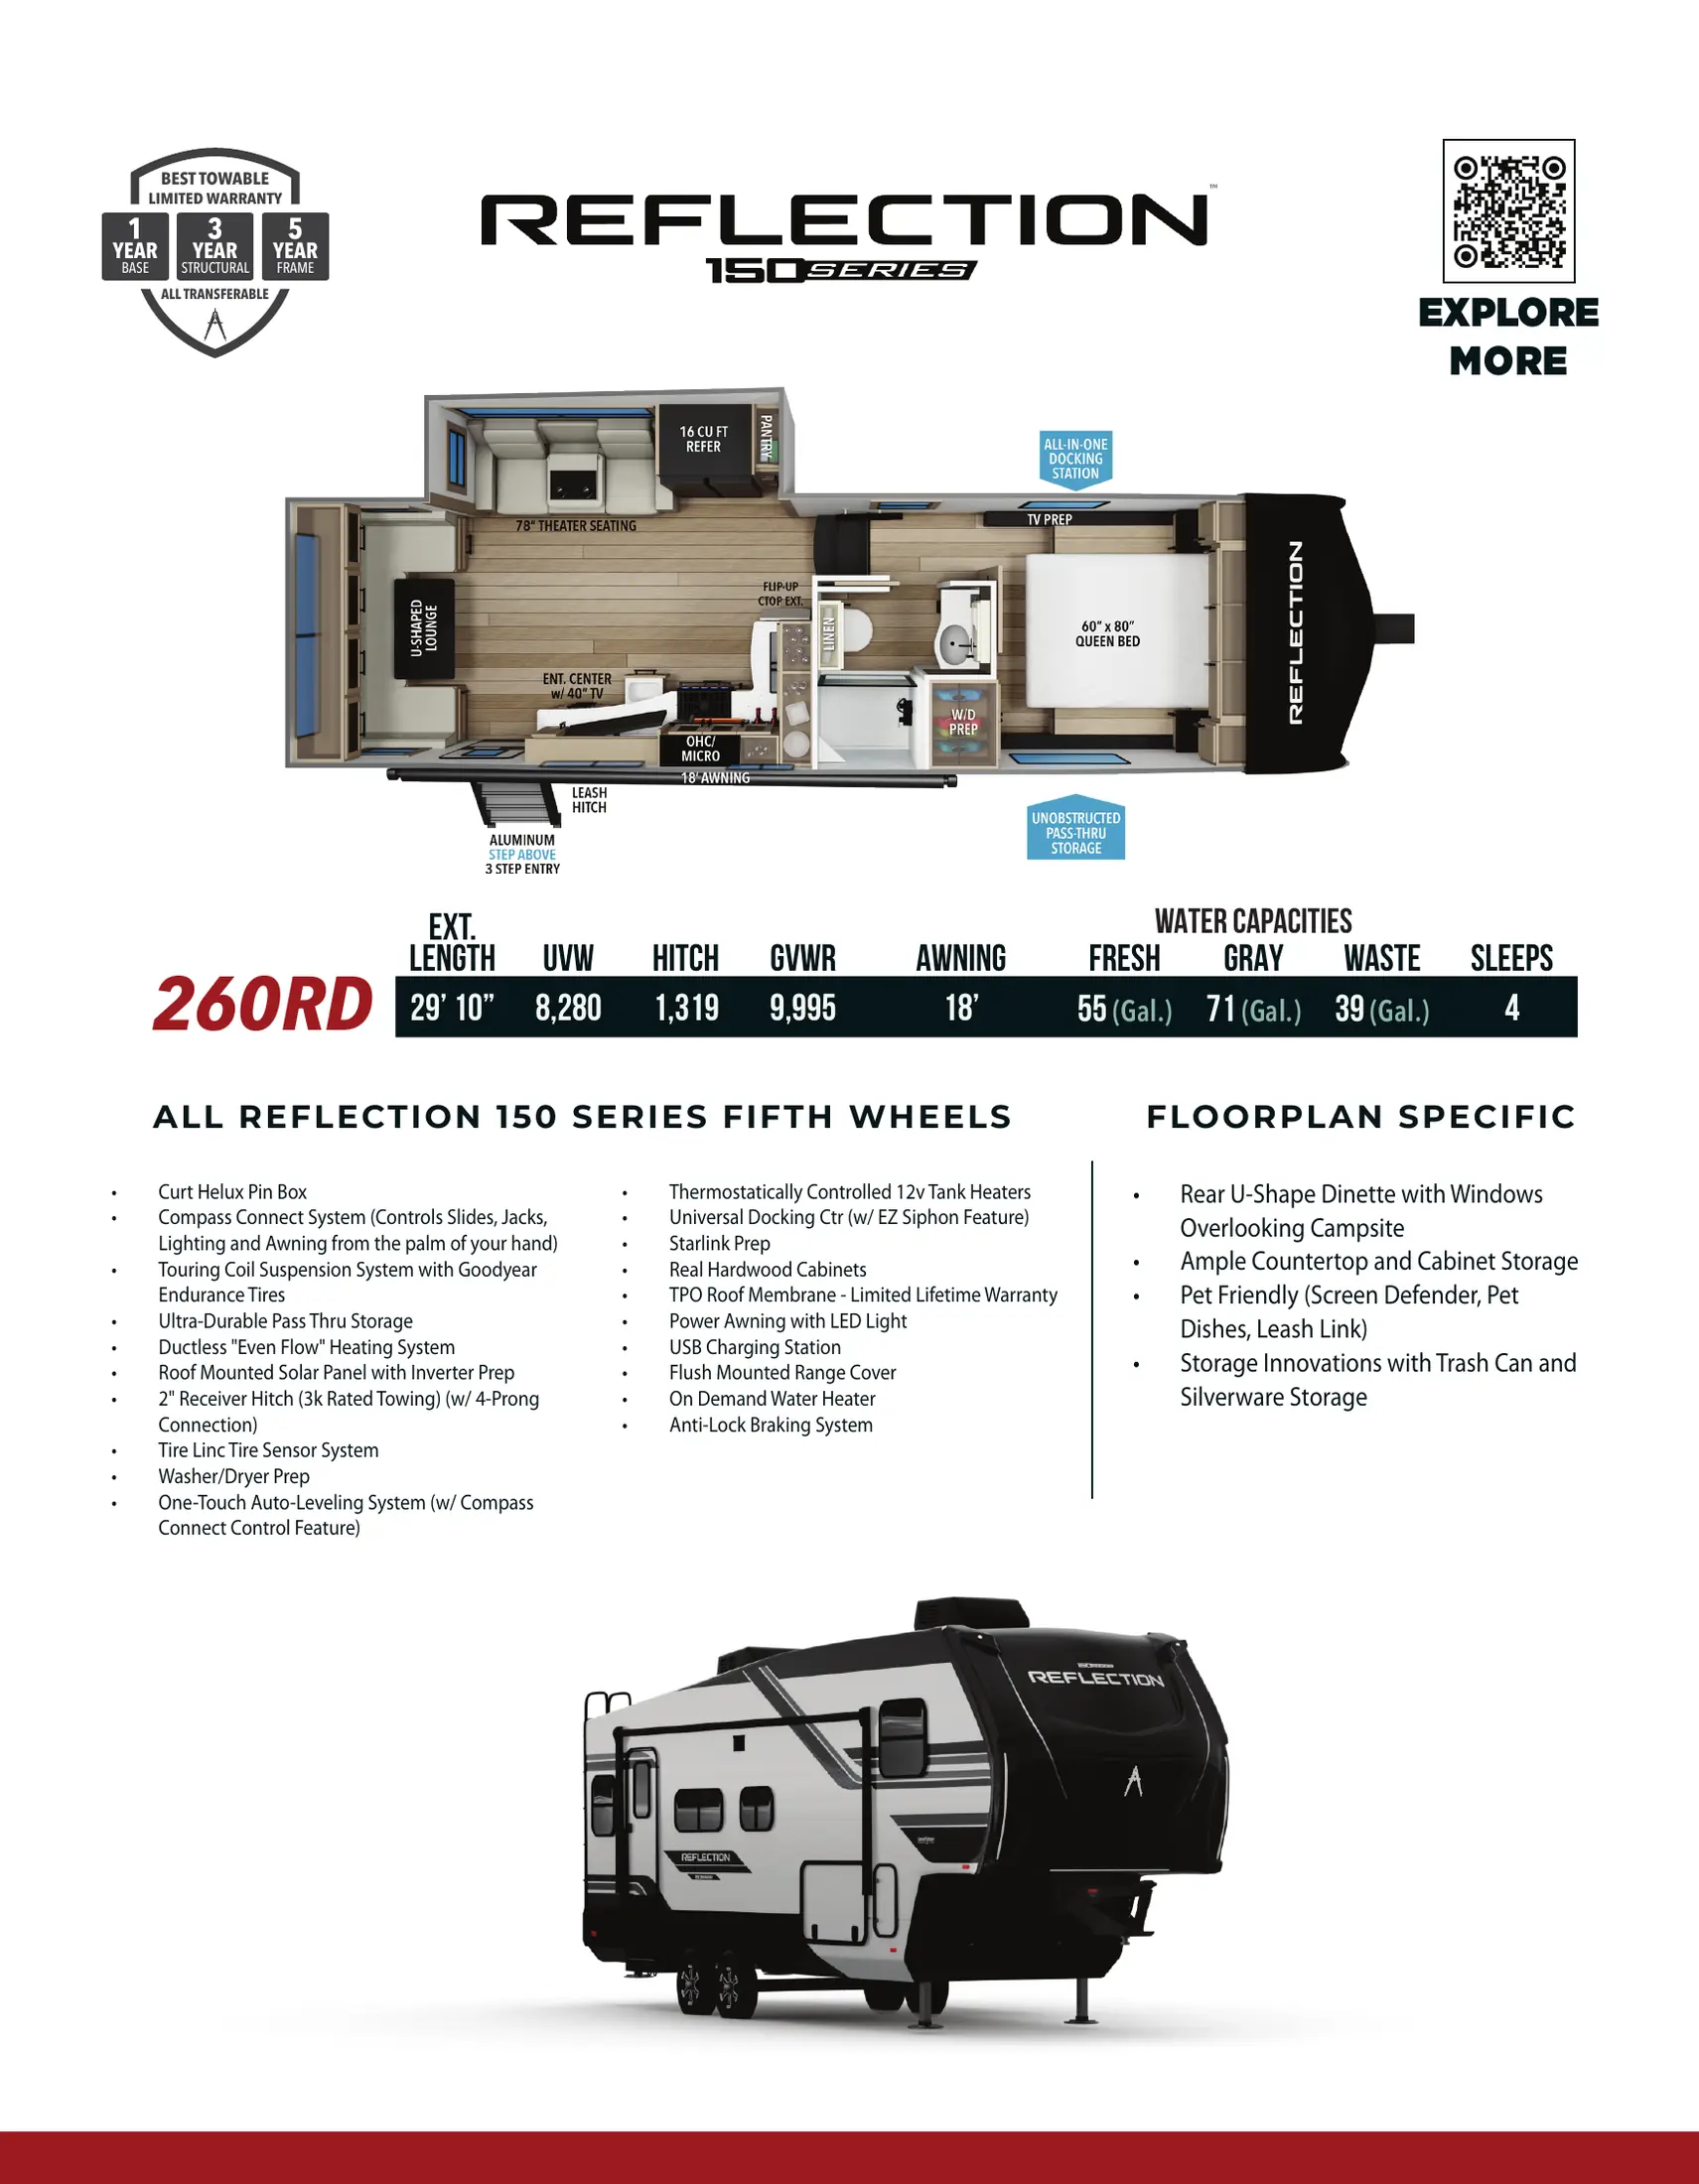 BEST TOWABLE
LIMITED WARRANTY
1 YEAR BASE
3 YEAR STRUCTURAL
5 YEAR FRAME
ALL TRANSFERABLE
REFLECTION™
150 SERIES
EXPLORE
MORE
16 CU FT
REFER
PANTRY
78" THEATER SEATING
ALL-IN-ONE
DOCKING
STATION
TV PREP
U-SHAPED
LOUNGE
FLIP-UP
CTOP EXT.
LINEN
60" x 80"
QUEEN BED
REFLECTION
ENT. CENTER
w/ 40" TV
W/D
PREP
OHC/
MICRO
18' AWNING
LEASH
HITCH
ALUMINUM
STEP ABOVE
3 STEP ENTRY
UNOBSTRUCTED
PASS-THRU
STORAGE
WATER CAPACITIES
EXT. LENGTH UVW HITCH GVWR AWNING FRESH GRAY WASTE SLEEPS
260RD 29' 10” 8,280 1,319 9,995 18' 55 (Gal.) 71 (Gal.) 39 (Gal.) 4
ALL REFLECTION 150 SERIES FIFTH WHEELS
• Curt Helux Pin Box
• Compass Connect System (Controls Slides, Jacks,
Lighting and Awning from the palm of your hand)
• Touring Coil Suspension System with Goodyear
Endurance Tires
• Ultra-Durable Pass Thru Storage
• Ductless "Even Flow" Heating System
• Roof Mounted Solar Panel with Inverter Prep
• 2" Receiver Hitch (3k Rated Towing) (w/ 4-Prong
Connection)
• Tire Linc Tire Sensor System
• Washer/Dryer Prep
• One-Touch Auto-Leveling System (w/ Compass
Connect Control Feature)
• Thermostatically Controlled 12v Tank Heaters
• Universal Docking Ctr (w/ EZ Siphon Feature)
• Starlink Prep
• Real Hardwood Cabinets
• TPO Roof Membrane - Limited Lifetime Warranty
• Power Awning with LED Light
• USB Charging Station
• Flush Mounted Range Cover
• On Demand Water Heater
• Anti-Lock Braking System
FLOORPLAN SPECIFIC
• Rear U-Shape Dinette with Windows
Overlooking Campsite
• Ample Countertop and Cabinet Storage
• Pet Friendly (Screen Defender, Pet
Dishes, Leash Link)
• Storage Innovations with Trash Can and
Silverware Storage
REFLECTION
REFLECTION